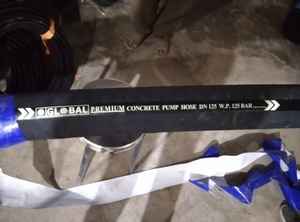 GLOBAL PREMIUM CONCRETE PUMP HOSE DN 125 W.P. 125 BAR